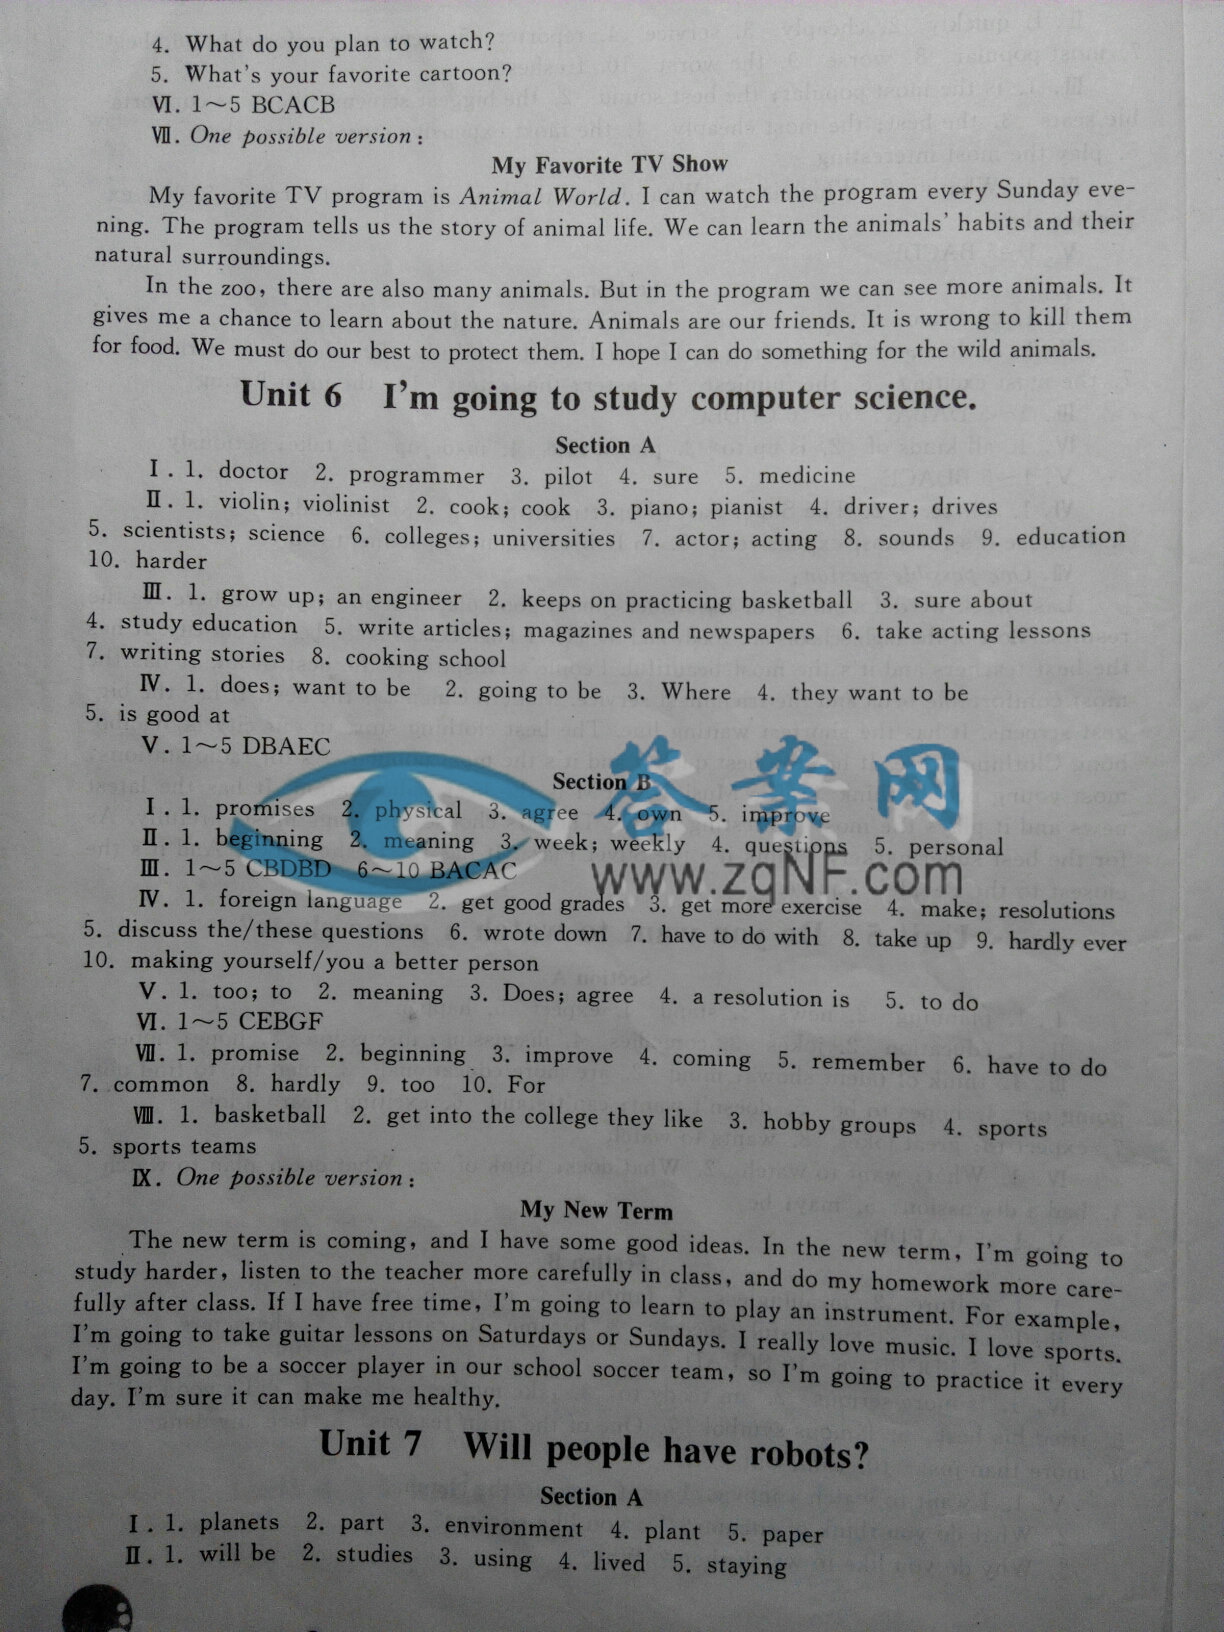 4. What do you plan to watch?
5. What's your favorite cartoon?
Ⅵ. 1～5 BCACB
Ⅶ. One possible version:
My Favorite TV Show
My favorite TV program is Animal World. I can watch the program every Sunday eve-
ning. The program tells us the story of animal life. We can learn the animals' habits and their
natural surroundings.
In the zoo, there are also many animals. But in the program we can see more animals. It
gives me a chance to learn about the nature. Animals are our friends. It is wrong to kill them
for food. We must do our best to protect them. I hope I can do something for the wild animals.
Unit 6 I'm going to study computer science.
Section A
Ⅰ. 1. doctor 2. programmer 3. pilot 4. sure 5. medicine
Ⅱ. 1. violin; violinist 2. cook; cook 3. piano; pianist 4. driver; drives
5. scientists; science 6. colleges; universities 7. actor; acting 8. sounds 9. education
10. harder
Ⅲ. 1. grow up; an engineer 2. keeps on practicing basketball 3. sure about
4. study education 5. write articles; magazines and newspapers 6. take acting lessons
7. writing stories 8. cooking school
Ⅳ. 1. does; want to be 2. going to be 3. Where 4. they want to be
5. is good at
Ⅴ. 1～5 DBAEC
Section B
答案网
Ⅰ. 1. promises 2. physical 3. agree 4. own 5. improve
Ⅱ. 1. beginning 2. meaning 3. week; weekly 4. questions 5. personal
Ⅲ. 1～5 CBDBD 6～10 BACAC
www.zqNF.com
Ⅳ. 1. foreign language 2. get good grades 3. get more exercise 4. make; resolutions
5. discuss the/these questions 6. wrote down 7. have to do with 8. take up 9. hardly ever
10. making yourself/you a better person
Ⅴ. 1. too; to 2. meaning 3. Does; agree 4. a resolution is 5. to do
Ⅵ. 1～5 CEBGF
Ⅶ. 1. promise 2. beginning 3. improve 4. coming 5. remember 6. have to do
7. common 8. hardly 9. too 10. For
Ⅷ. 1. basketball 2. get into the college they like 3. hobby groups 4. sports
5. sports teams
Ⅸ. One possible version:
My New Term
The new term is coming, and I have some good ideas. In the new term, I'm going to
study harder, listen to the teacher more carefully in class, and do my homework more care-
fully after class. If I have free time, I'm going to learn to play an instrument. For example,
I'm going to take guitar lessons on Saturdays or Sundays. I really love music. I love sports.
I'm going to be a soccer player in our school soccer team, so I'm going to practice it every
day. I'm sure it can make me healthy.
Unit 7 Will people have robots?
Section A
Ⅰ. 1. planets 2. part 3. environment 4. plant 5. paper
Ⅱ. 1. will be 2. studies 3. using 4. lived 5. staying